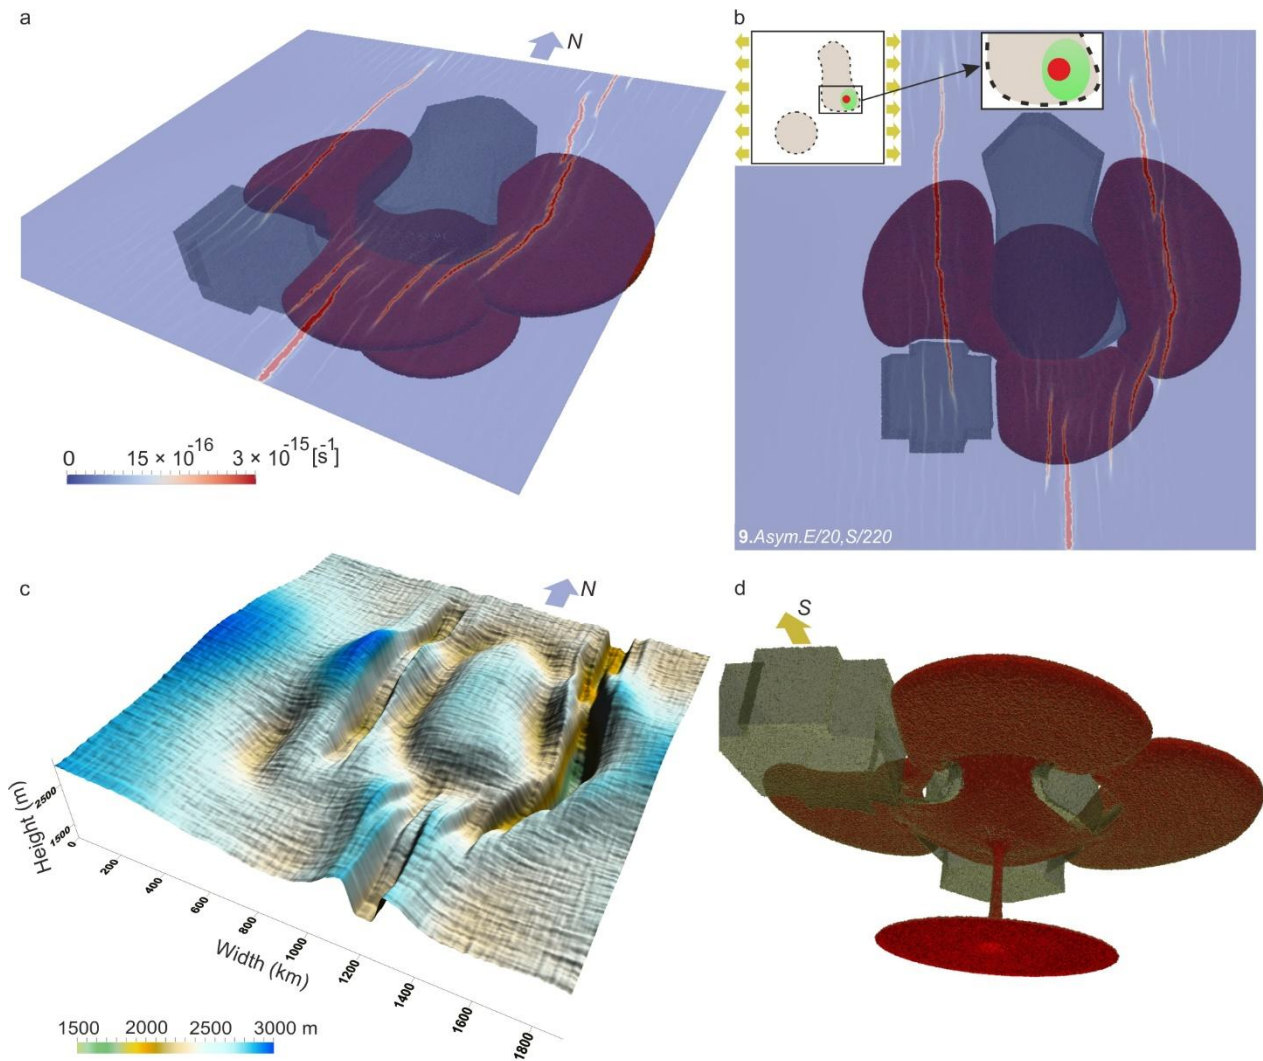 a
N
0 15 × 10^-16 3 × 10^-15 [s^-1]
b
9.Asym.E/20,S/220
c
N
Height (m)
2500
1500
0
200
400
600
800
1000
1200
1400
1600
1800
Width (km)
1500 2000 2500 3000 m
d
S